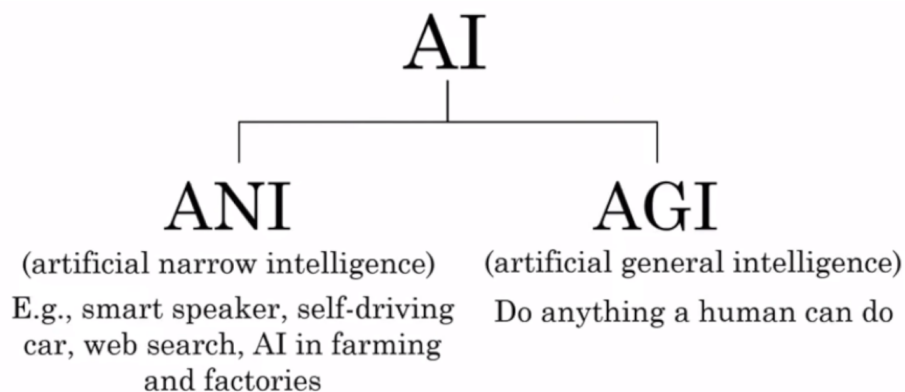 AI
ANI
(artificial narrow intelligence)
E.g., smart speaker, self-driving
car, web search, AI in farming
and factories
AGI
(artificial general intelligence)
Do anything a human can do